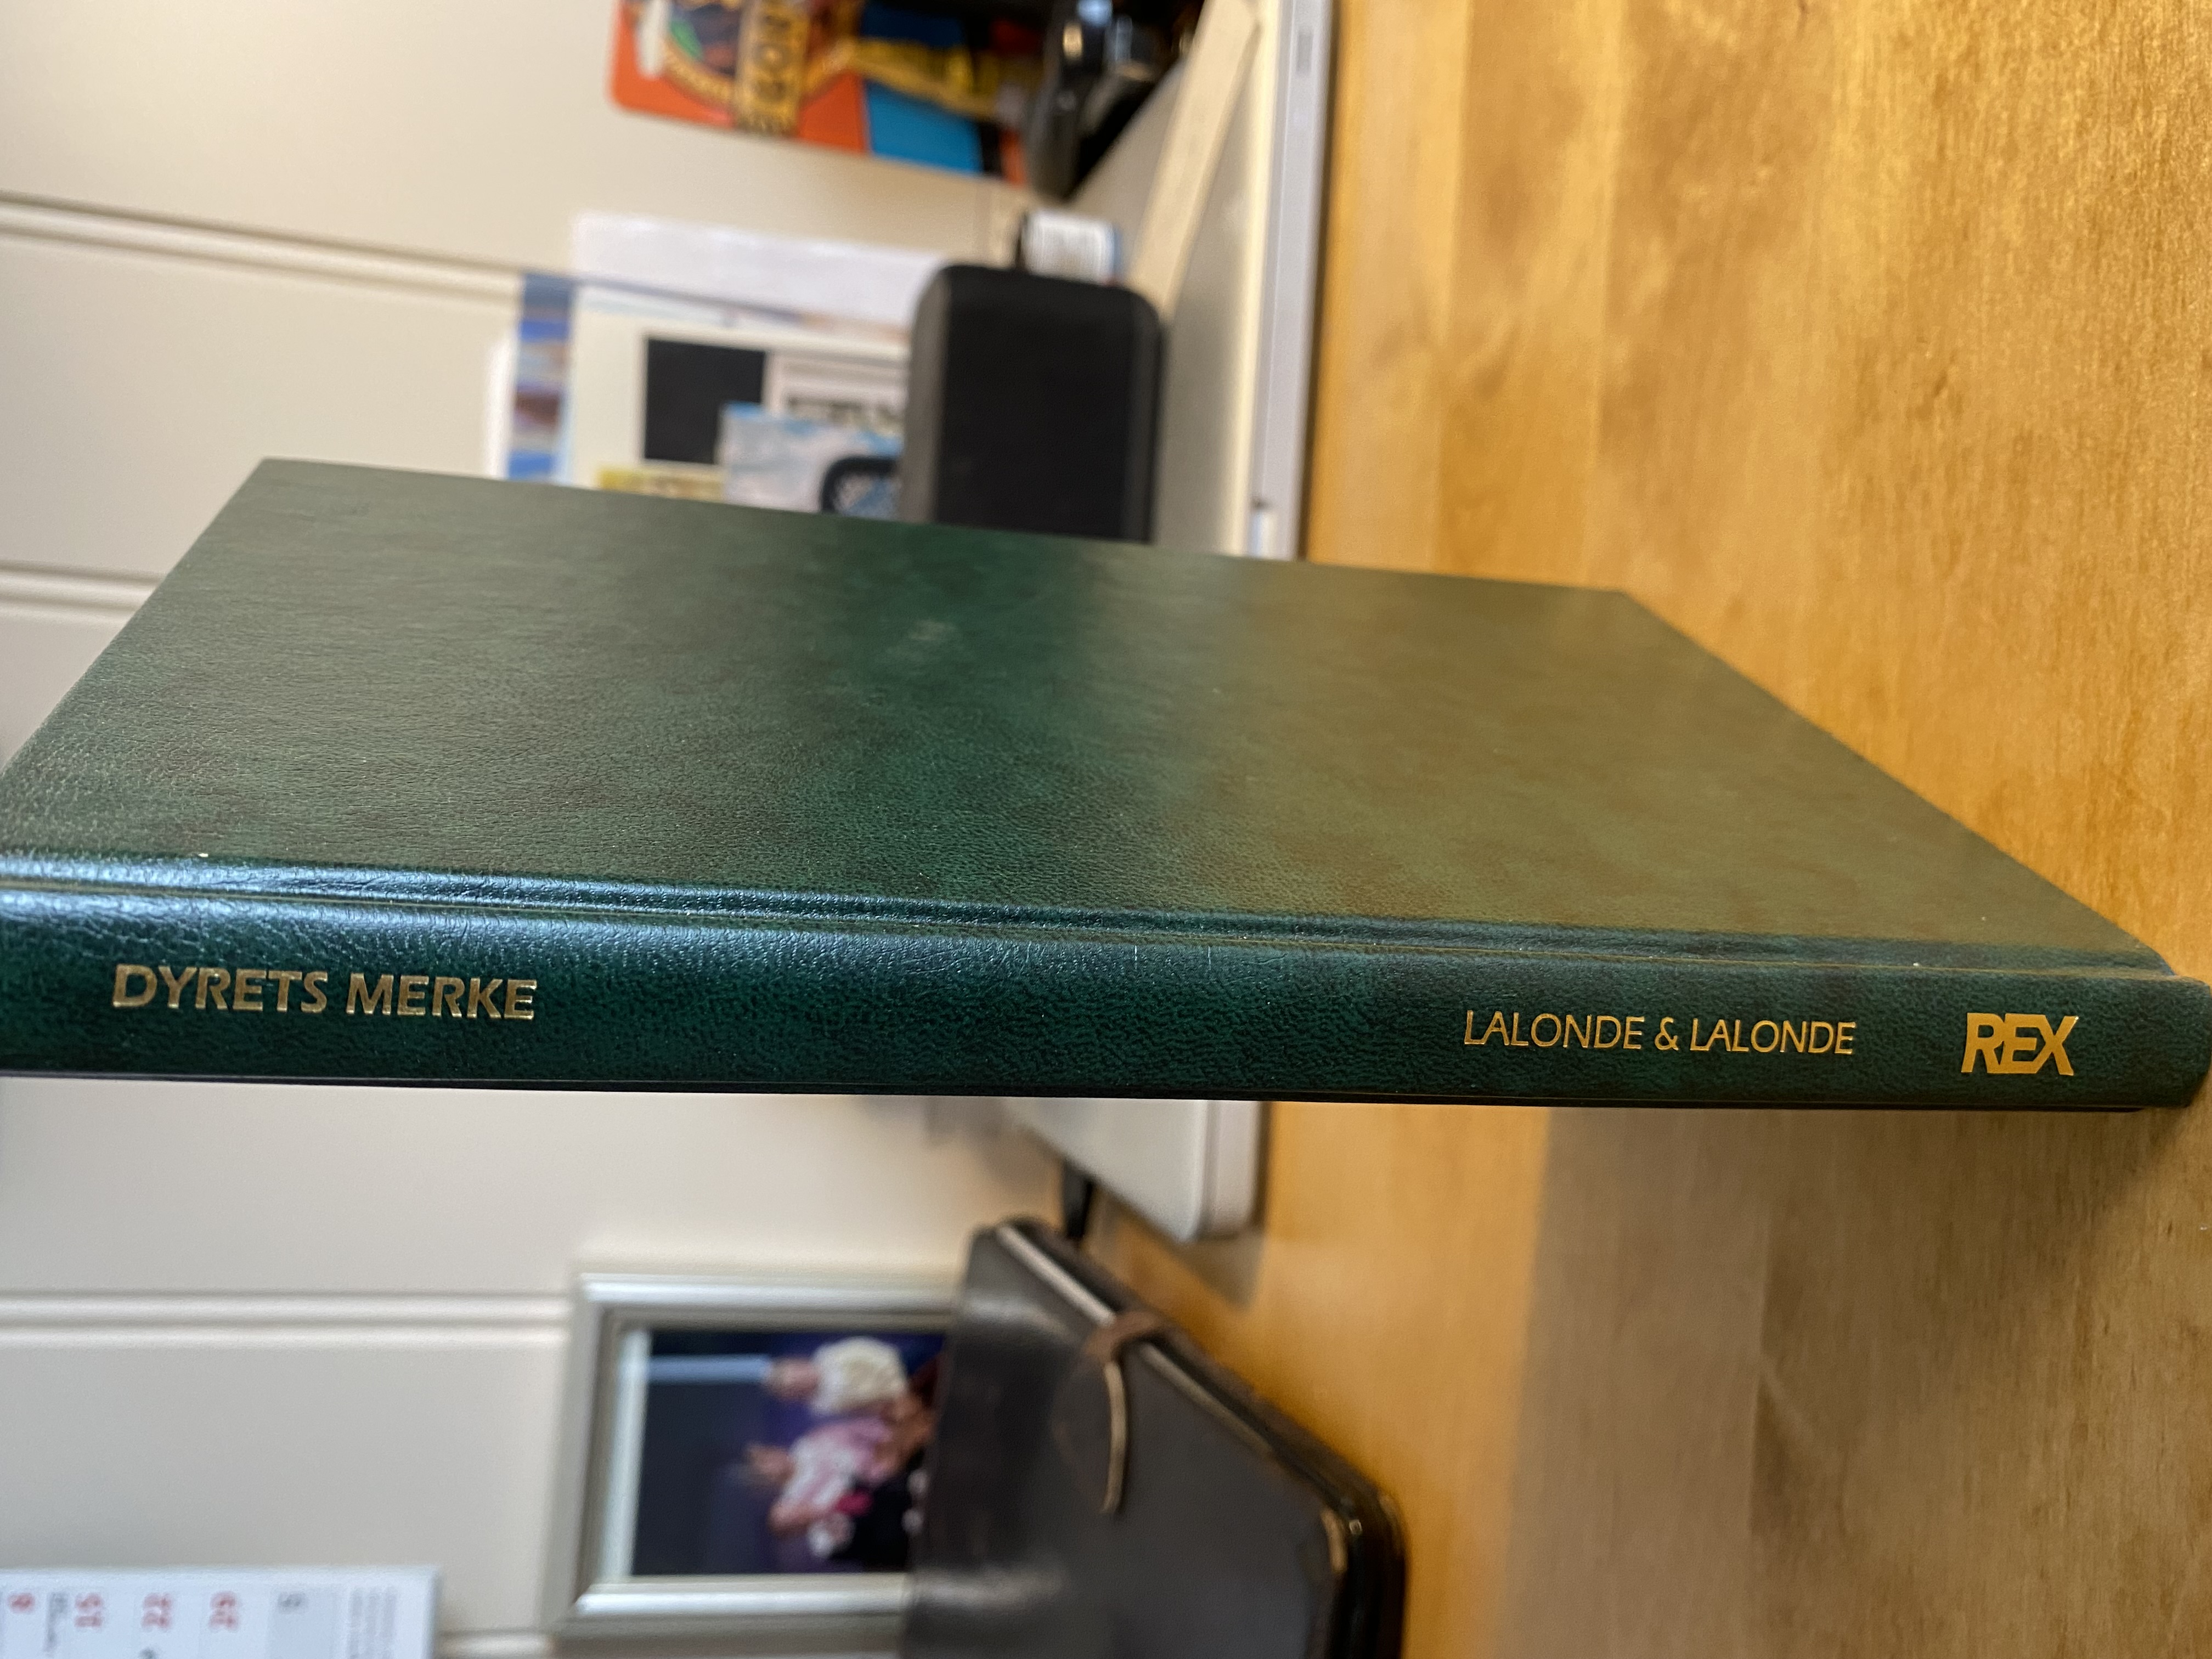 DYRETS MERKE
LALONDE & LALONDE
REX